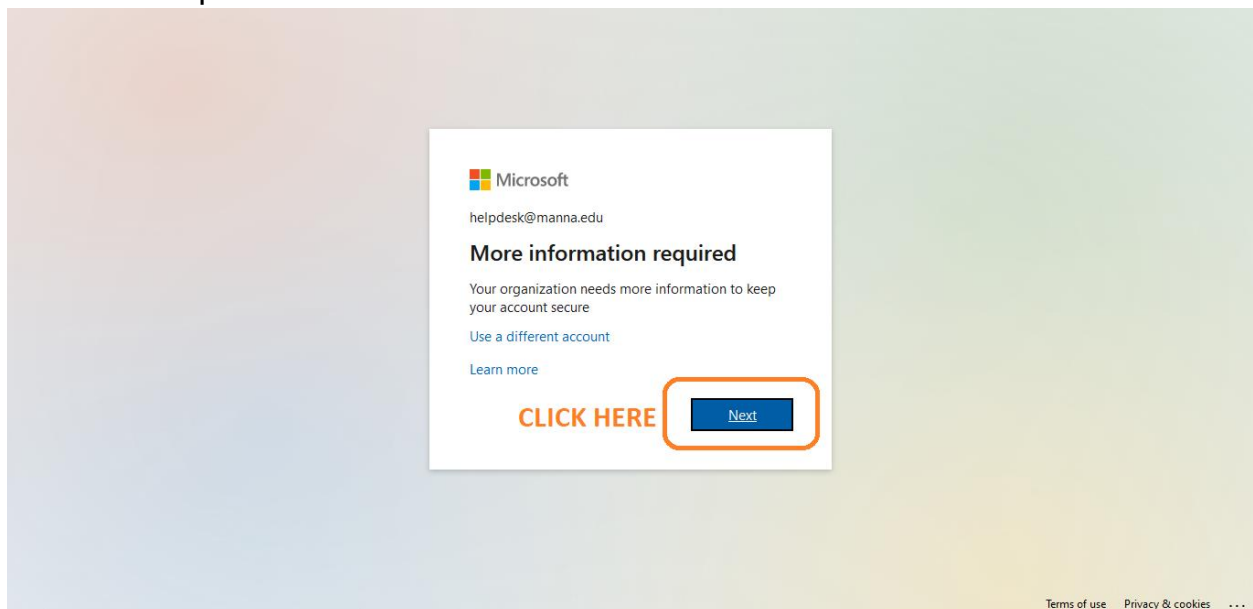 Microsoft
helpdesk@manna.edu
More information required
Your organization needs more information to keep
your account secure
Use a different account
Learn more
CLICK HERE
Next
Terms of use Privacy & cookies ...